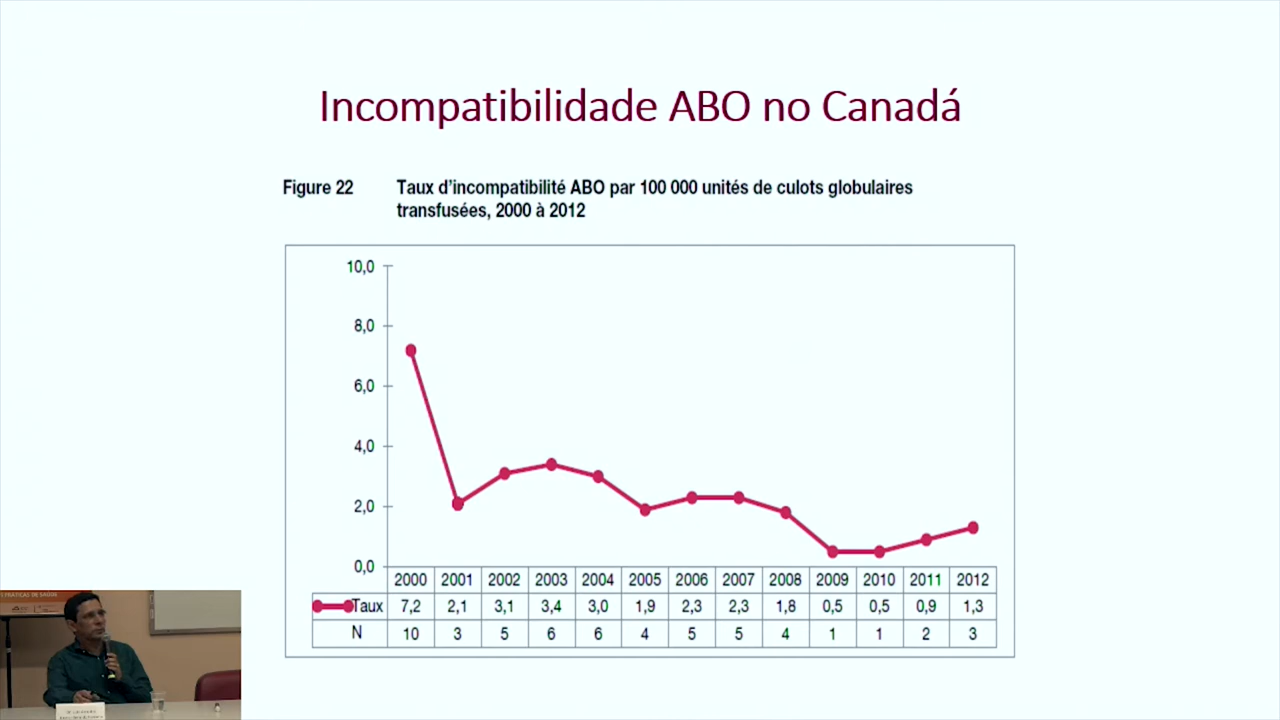 Incompatibilidade ABO no Canadá
Figure 22 Taux d'incompatibilité ABO par 100 000 unités de culots globulaires
transfusées, 2000 à 2012
10,0
8,0
6,0
4,0
2,0
0,0
2000 2001 2002 2003 2004 2005 2006 2007 2008 2009 2010 2011 2012
Taux 7,2 2,1 3,1 3,4 3,0 1,9 2,3 2,3 1,8 0,5 0,5 0,9 1,3
N 10 3 5 6 6 4 5 5 4 1 1 2 3
PRÁTICAS DE SAÚDE